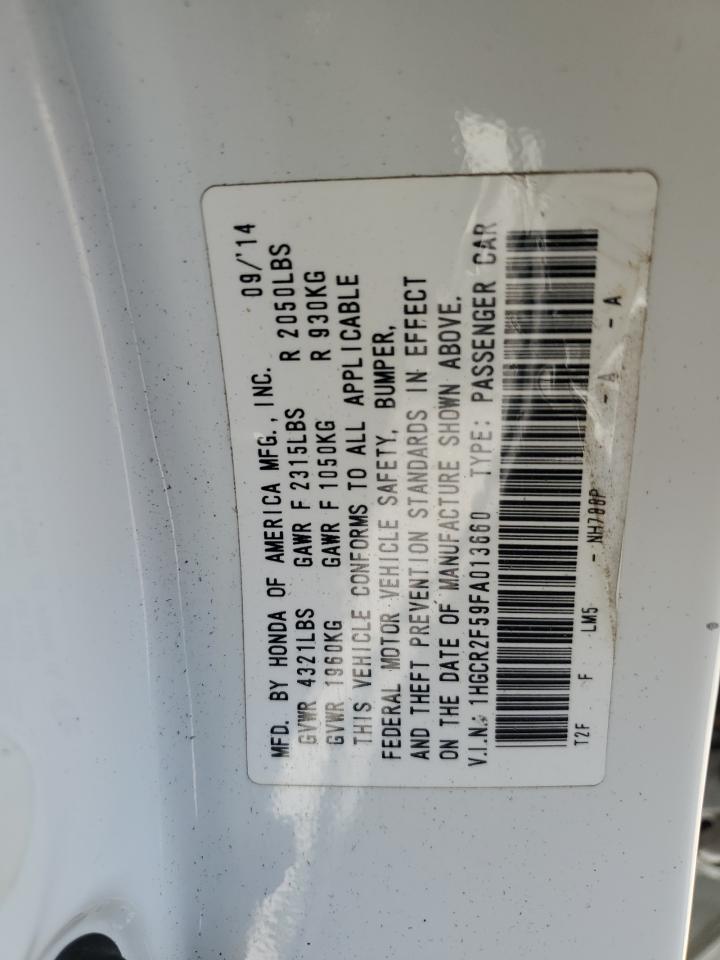 MFD. BY HONDA OF AMERICA MFG., INC. 09/'14
GVWR 4321LBS GAWR F 2315LBS R 2050LBS
GVWR 1960KG GAWR F 1050KG R 930KG
THIS VEHICLE CONFORMS TO ALL APPLICABLE
FEDERAL MOTOR VEHICLE SAFETY, BUMPER,
AND THEFT PREVENTION STANDARDS IN EFFECT
ON THE DATE OF MANUFACTURE SHOWN ABOVE.
V.I.N.: 1HGCR2F59FA013660 TYPE: PASSENGER CAR
T2F F LM5 - NH788P - A - A